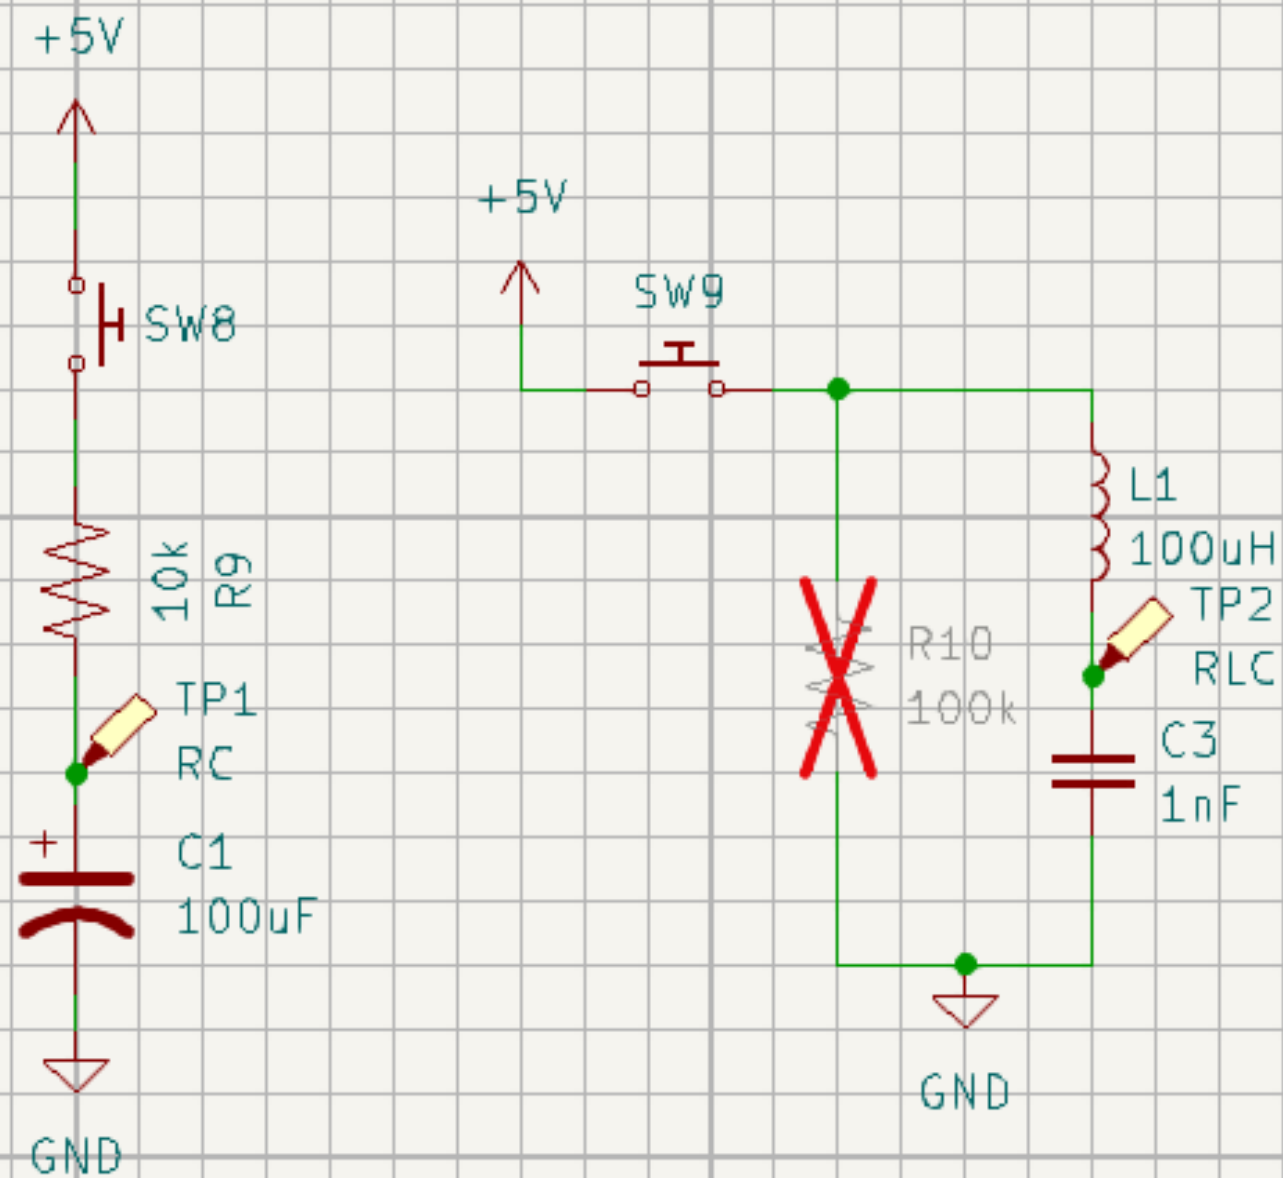 +5V
SW8
10k
R9
TP1
RC
+
C1
100uF
GND
+5V
SW9
R10
100k
L1
100uH
TP2
RLC
C3
1nF
GND